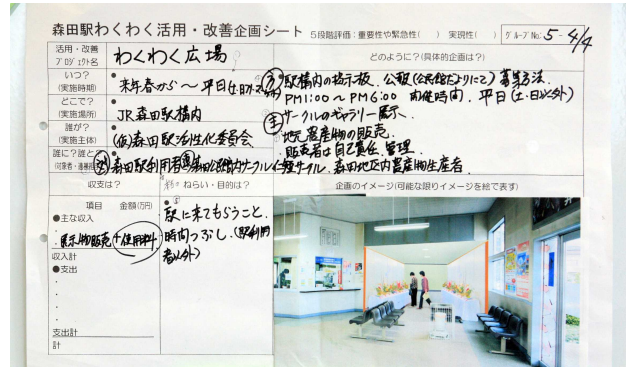 森田駅わくわく活用・改善企画シート
5段階評価:重要性や緊急性( ) 実現性( )
グループNo: 5-4/4
活用・改善
プロジェクト名
わくわく広場
どのように?(具体的企画は?)
いつ?
(実施時期)
来年春から〜平日
駅構内の掲示板、公報(公民館だよりにて)募集方法
PM1:00〜PM6:00 開催時間、平日(土・日以外)
どこで?
(実施場所)
JR森田駅構内
サークルのギャラリー展示、
誰が?
(実施主体)
(仮)森田駅活性化委員会
地元農産物の販売、
販売者は自己責任、管理
誰に?誰と?
森田駅利用者
森田地区内農産物生産者
収支は?
ねらい・目的は?
企画のイメージ(可能な限りイメージを絵で表す)
項目 金額(万円)
●主な収入
展示物販売+使用料
収入計
●支出
支出計
計
駅に来てもらうこと、
時間つぶし、(駅利用
者以外)